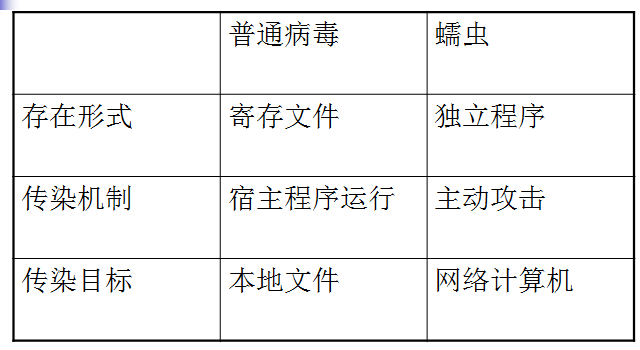 普通病毒 蠕虫
存在形式 寄存文件 独立程序
传染机制 宿主程序运行 主动攻击
传染目标 本地文件 网络计算机